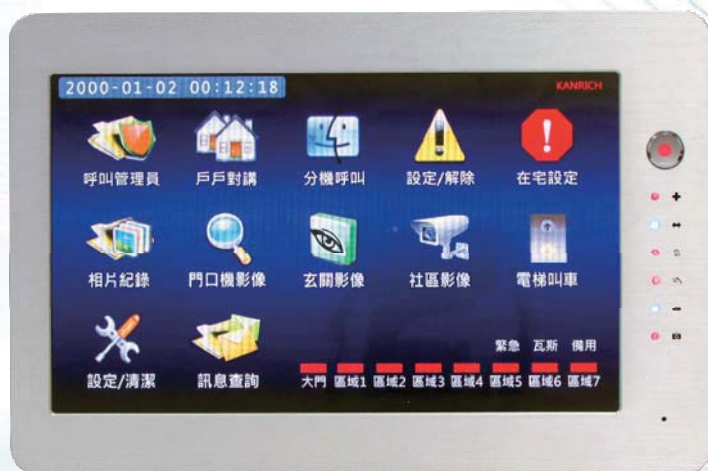 2000-01-02 00:12:18
KANRICH
呼叫管理員 戶戶對講 分機呼叫 設定/解除 在宅設定
相片紀錄 門口機影像 玄關影像 社區影像 電梯叫車
設定/清潔 訊息查詢
緊急 瓦斯 備用
大門 區域1 區域2 區域3 區域4 區域5 區域6 區域7